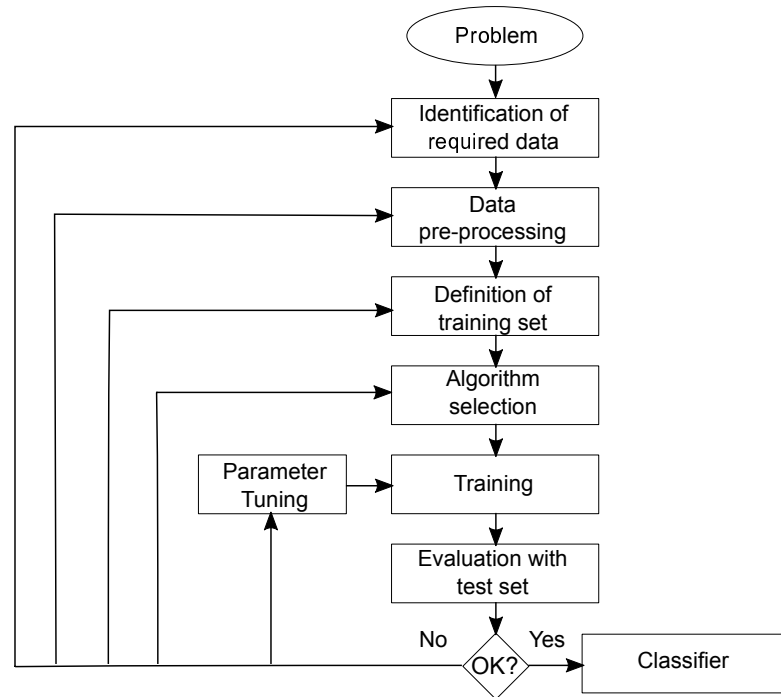 Problem
Identification of
required data
Data
pre-processing
Definition of
training set
Algorithm
selection
Parameter
Tuning
Training
Evaluation with
test set
No
OK?
Yes
Classifier